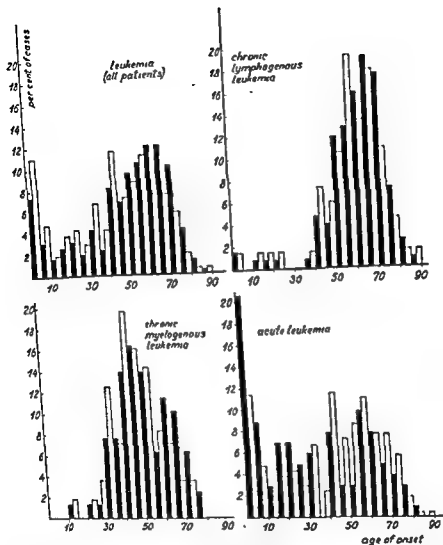 per cent of cases
20
18
16
14
12
10
8
6
4
2
leukemia
(all patients)
10 30 50 70 90
chronic
lymphogenous
leukemia
20
18
16
14
12
10
8
6
4
2
10 30 50 70 90
chronic
myelogenous
leukemia
20
18
16
14
12
10
8
6
4
2
10 30 50 70 90
acute leukemia
20
18
16
14
12
10
8
6
4
2
10 30 50 70 90
age of onset